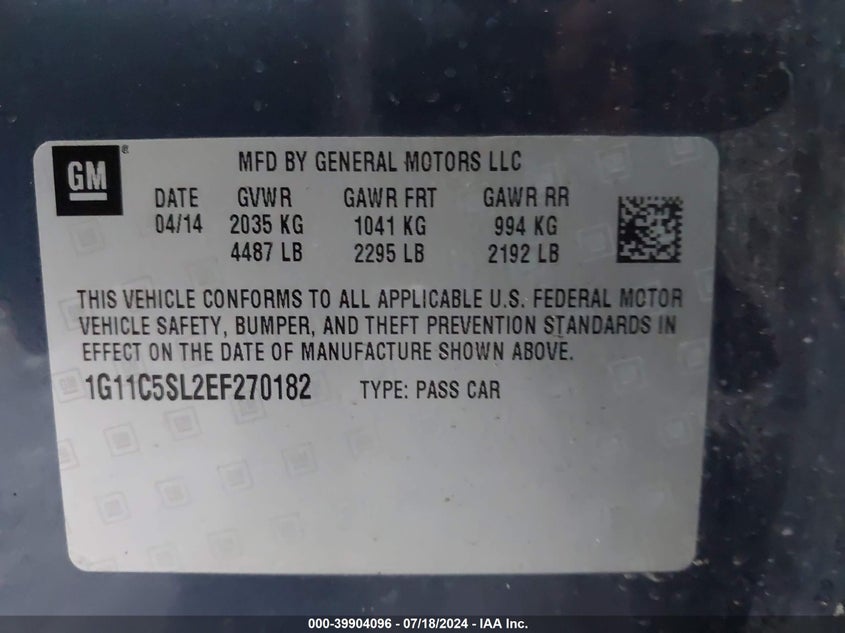 GM ®
MFD BY GENERAL MOTORS LLC
DATE GVWR GAWR FRT GAWR RR
04/14 2035 KG 1041 KG 994 KG
4487 LB 2295 LB 2192 LB
THIS VEHICLE CONFORMS TO ALL APPLICABLE U.S. FEDERAL MOTOR
VEHICLE SAFETY, BUMPER, AND THEFT PREVENTION STANDARDS IN
EFFECT ON THE DATE OF MANUFACTURE SHOWN ABOVE.
1G11C5SL2EF270182 TYPE: PASS CAR
000-39904096 - 07/18/2024 - IAA Inc.